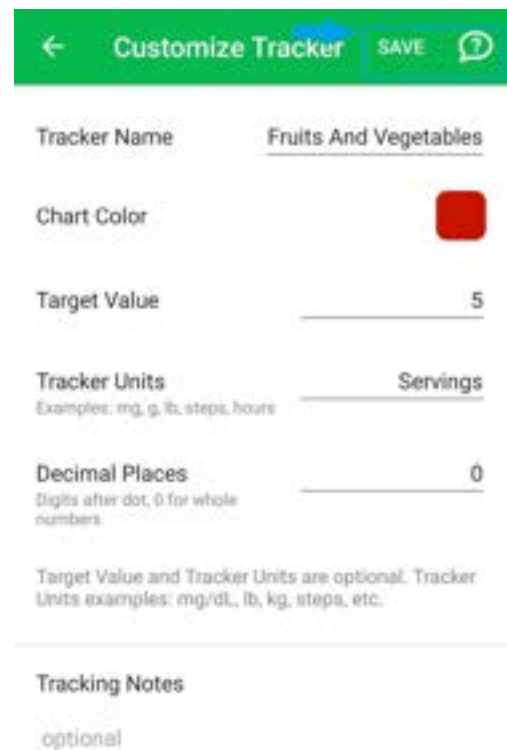 Customize Tracker SAVE
Tracker Name Fruits And Vegetables
Chart Color
Target Value 5
Tracker Units Servings
Examples: mg, g, lb, steps, hours
Decimal Places 0
Digits after dot, 0 for whole
numbers
Target Value and Tracker Units are optional. Tracker
Units examples: mg/dL, lb, kg, steps, etc.
Tracking Notes
optional